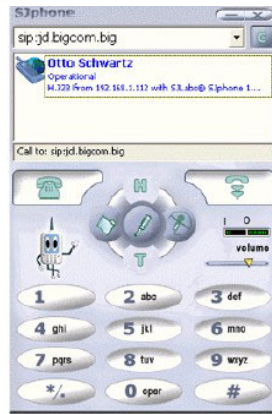 SJphone
sip:jd.bigcom.big
Otto Schwartz
Operational
H.323 from 192.168.1.112 with SJLabs® SJphone 1...
Call to: sip:jd.bigcom.big
H
I O
T
volume
1
2 abc
3 def
4 ghi
5 jkl
6 mno
7 pqrs
8 tuv
9 wxyz
*/.
0 oper
#